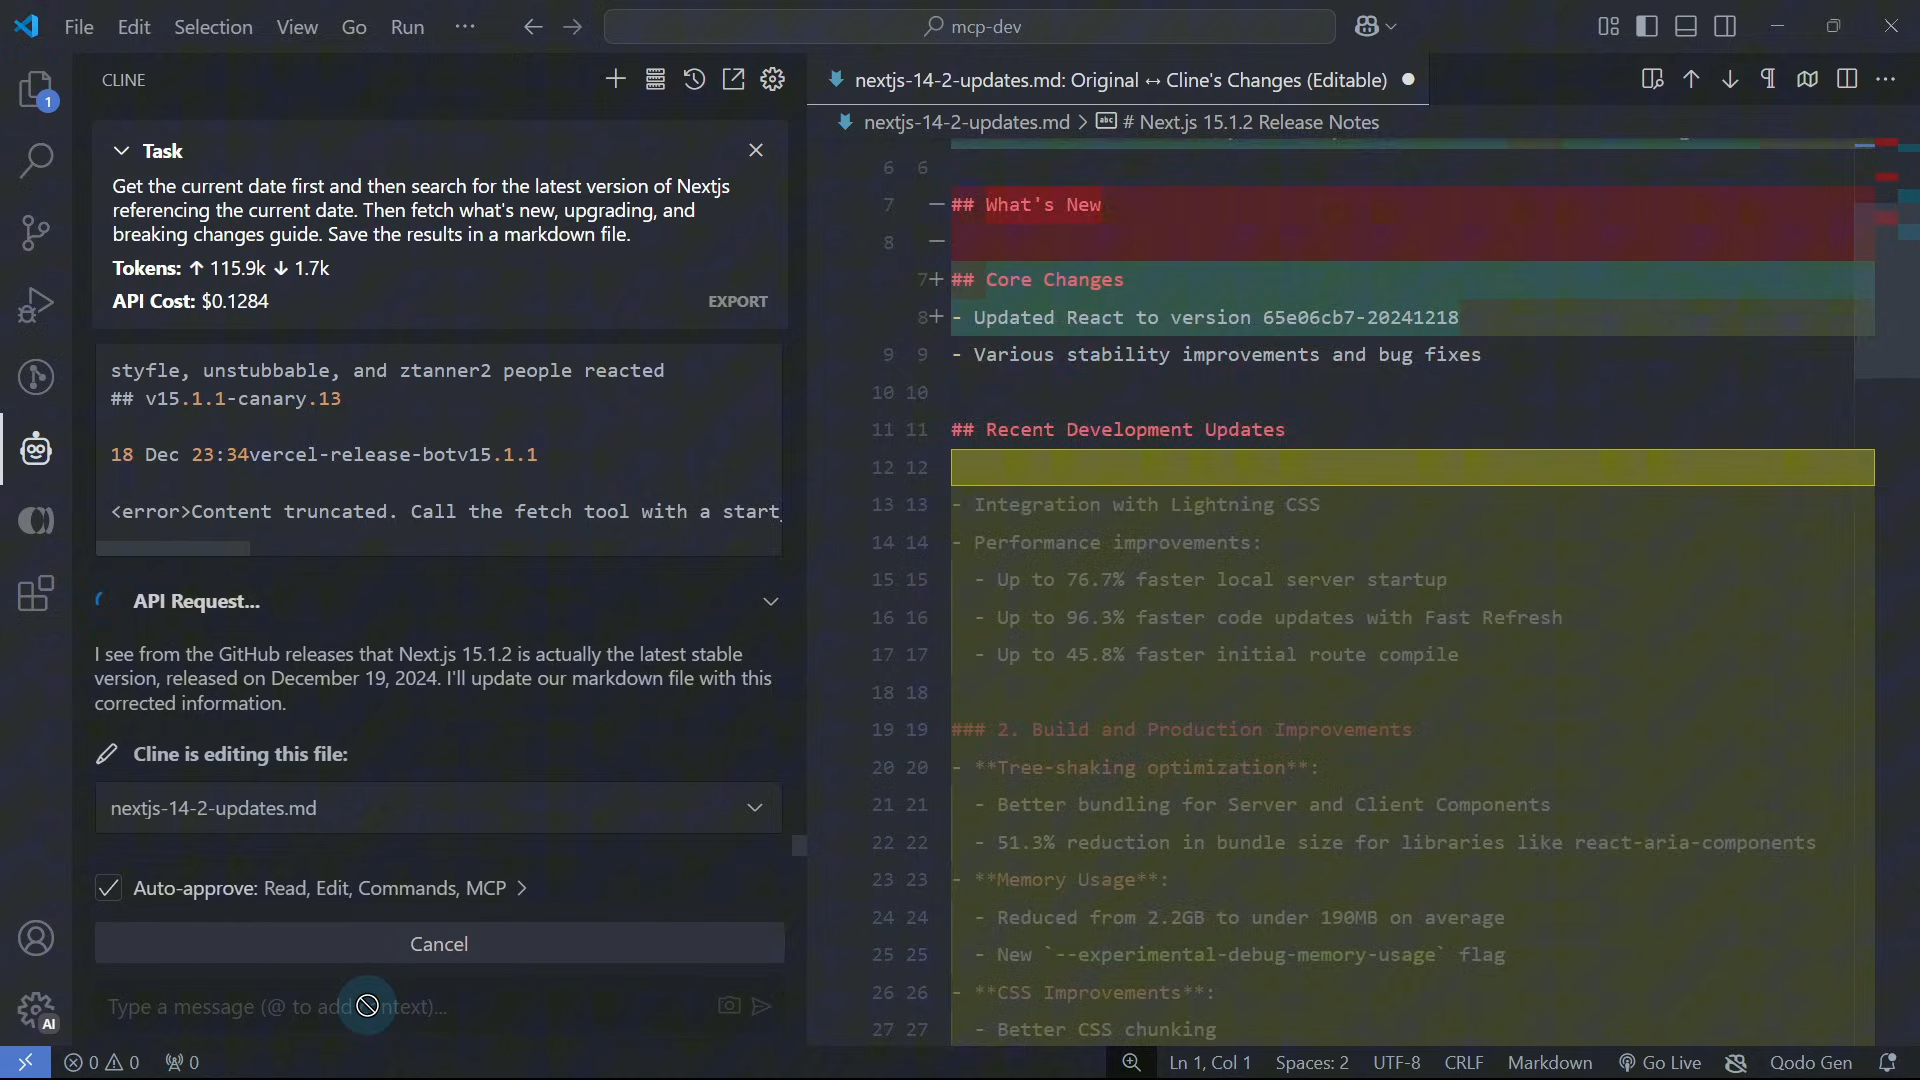 File Edit Selection View Go Run ··· mcp-dev
CLINE
1
Task
Get the current date first and then search for the latest version of Nextjs
referencing the current date. Then fetch what's new, upgrading, and
breaking changes guide. Save the results in a markdown file.
Tokens: ↑ 115.9k ↓ 1.7k
API Cost: $0.1284
EXPORT
styfle, unstubbable, and ztanner2 people reacted
## v15.1.1-canary.13
18 Dec 23:34vercel-release-botv15.1.1
<error>Content truncated. Call the fetch tool with a start_
API Request...
I see from the GitHub releases that Next.js 15.1.2 is actually the latest stable
version, released on December 19, 2024. I'll update our markdown file with this
corrected information.
Cline is editing this file:
nextjs-14-2-updates.md
Auto-approve: Read, Edit, Commands, MCP >
Cancel
Type a message (@ to add context)...
AI
nextjs-14-2-updates.md: Original ↔ Cline's Changes (Editable) ●
nextjs-14-2-updates.md > abc # Next.js 15.1.2 Release Notes
6 6
7 — ## What's New
8 —
7+ ## Core Changes
8+ - Updated React to version 65e06cb7-20241218
9 9 - Various stability improvements and bug fixes
10 10
11 11 ## Recent Development Updates
12 12
13 13 - Integration with Lightning CSS
14 14 - Performance improvements:
15 15 - Up to 76.7% faster local server startup
16 16 - Up to 96.3% faster code updates with Fast Refresh
17 17 - Up to 45.8% faster initial route compile
18 18
19 19 ### 2. Build and Production Improvements
20 20 - **Tree-shaking optimization**:
21 21 - Better bundling for Server and Client Components
22 22 - 51.3% reduction in bundle size for libraries like react-aria-components
23 23 - **Memory Usage**:
24 24 - Reduced from 2.2GB to under 190MB on average
25 25 - New `--experimental-debug-memory-usage` flag
26 26 - **CSS Improvements**:
27 27 - Better CSS chunking
0 0 0 Ln 1, Col 1 Spaces: 2 UTF-8 CRLF Markdown Go Live Qodo Gen